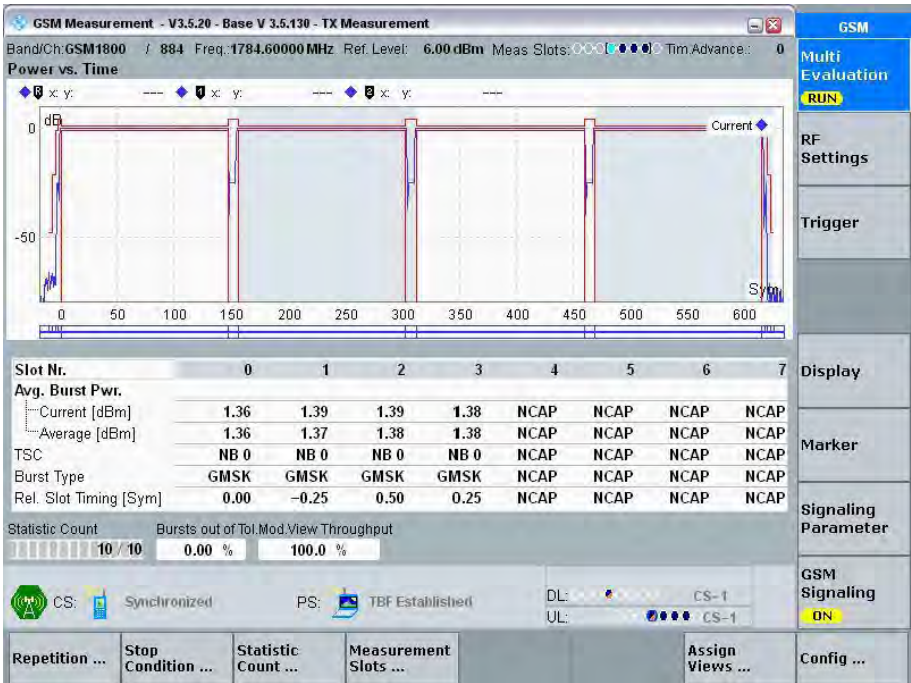 GSM Measurement - V3.5.20 - Base V 3.5.130 - TX Measurement
GSM
Band/Ch:GSM1800 / 884 Freq.:1784.60000 MHz Ref. Level: 6.00 dBm Meas Slots: Tim.Advance.: 0
Power vs. Time
Multi Evaluation
RUN
R x: y: --- 1 x: y: --- 2 x: y: ---
dB
Current
0
-50
Sym
0 50 100 150 200 250 300 350 400 450 500 550 600
RF Settings
Trigger
Slot Nr. 0 1 2 3 4 5 6 7
Avg. Burst Pwr.
Current [dBm] 1.36 1.39 1.39 1.38 NCAP NCAP NCAP NCAP
Average [dBm] 1.36 1.37 1.38 1.38 NCAP NCAP NCAP NCAP
TSC NB 0 NB 0 NB 0 NB 0 NCAP NCAP NCAP NCAP
Burst Type GMSK GMSK GMSK GMSK NCAP NCAP NCAP NCAP
Rel. Slot Timing [Sym] 0.00 −0.25 0.50 0.25 NCAP NCAP NCAP NCAP
Display
Marker
Signaling Parameter
Statistic Count Bursts out of Tol. Mod.View Throughput
10 / 10 0.00 % 100.0 %
CS: Synchronized PS: TBF Established
DL: CS-1
UL: CS-1
GSM Signaling
ON
Repetition ...
Stop Condition ...
Statistic Count ...
Measurement Slots ...
Assign Views ...
Config ...